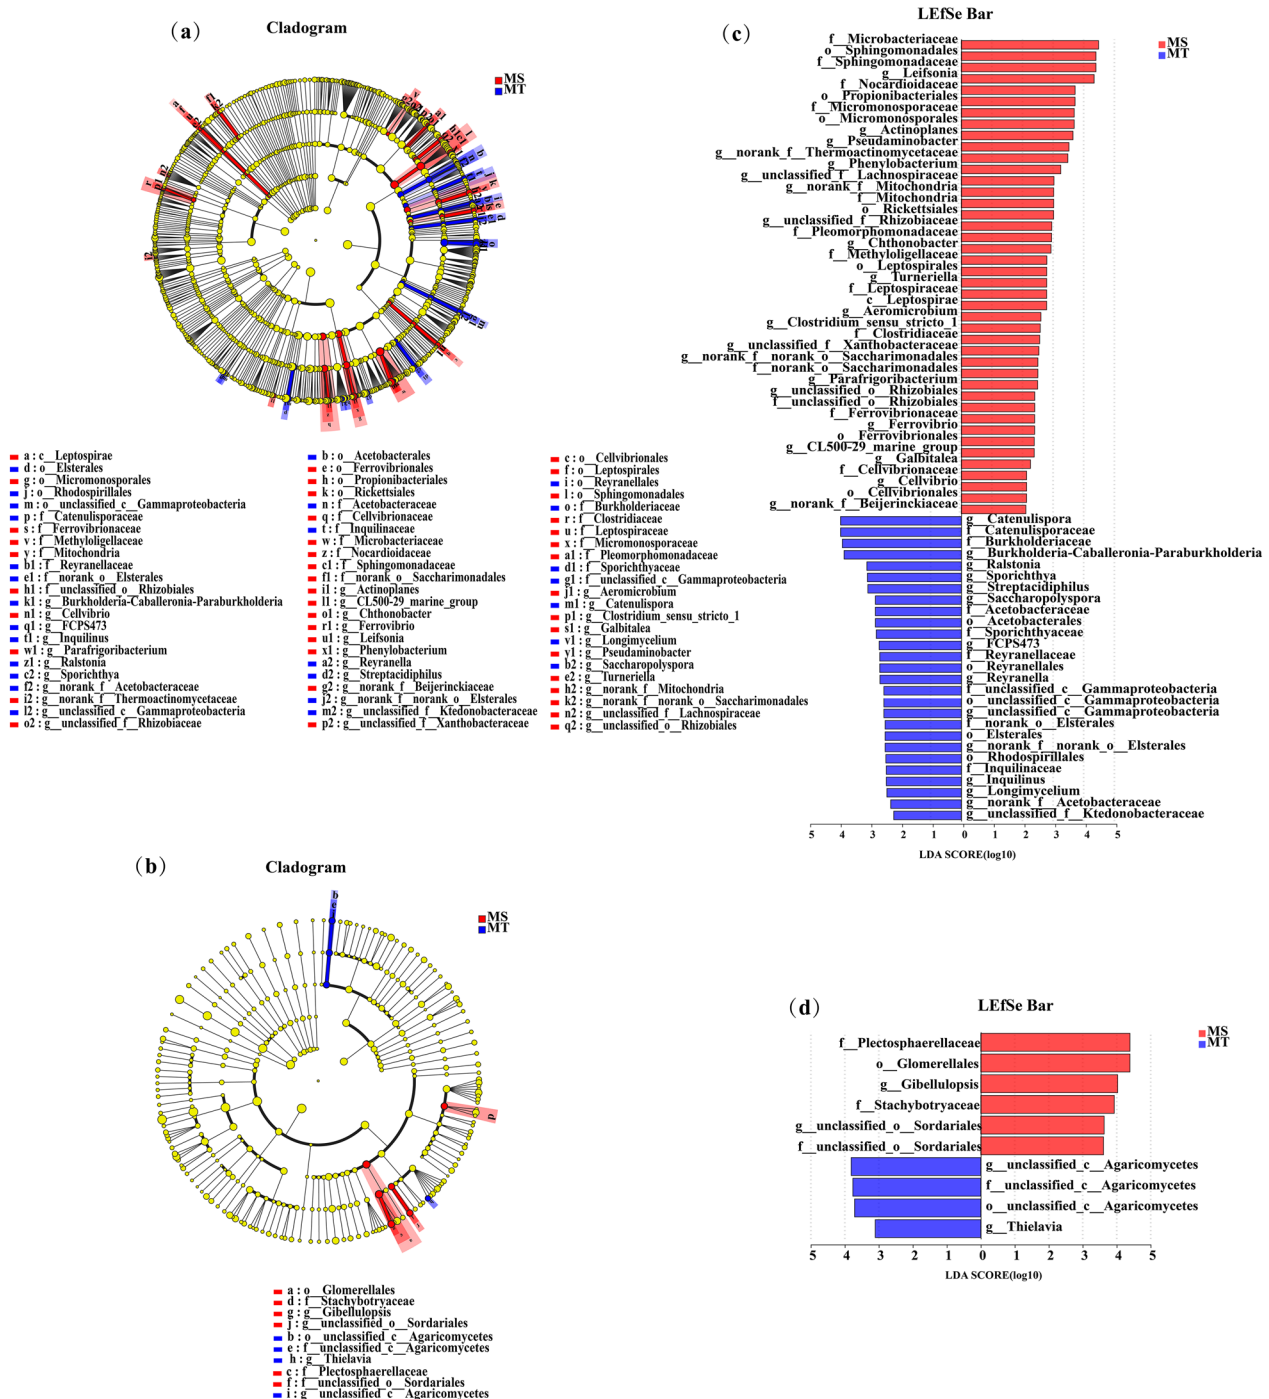 (a)
Cladogram
MS
MT
a : c__Leptospirae
d : o__Elsterales
g : o__Micromonosporales
j : o__Rhodospirillales
m : o__unclassified_c__Gammaproteobacteria
p : f__Catenulisporaceae
s : f__Ferrovibrionaceae
v : f__Methyloligellaceae
y : f__Mitochondria
b1 : f__Reyranellaceae
e1 : f__norank_o__Elsterales
h1 : f__unclassified_o__Rhizobiales
k1 : g__Burkholderia-Caballeronia-Paraburkholderia
n1 : g__Cellvibrio
q1 : g__FCPS473
t1 : g__Inquilinus
w1 : g__Parafrigoribacterium
z1 : g__Ralstonia
c2 : g__Sporichthya
f2 : g__norank_f__Acetobacteraceae
i2 : g__norank_f__Thermoactinomycetaceae
l2 : g__unclassified_c__Gammaproteobacteria
o2 : g__unclassified_f__Rhizobiaceae
b : o__Acetobacterales
e : o__Ferrovibrionales
h : o__Propionibacteriales
k : o__Rickettsiales
n : f__Acetobacteraceae
q : f__Cellvibrionaceae
t : f__Inquilinaceae
w : f__Microbacteriaceae
z : f__Nocardioidaceae
c1 : f__Sphingomonadaceae
f1 : f__norank_o__Saccharimonadales
i1 : g__Actinoplanes
l1 : g__CL500-29_marine_group
o1 : g__Chthonobacter
r1 : g__Ferrovibrio
u1 : g__Leifsonia
x1 : g__Phenylobacterium
a2 : g__Reyranella
d2 : g__Streptacidiphilus
g2 : g__norank_f__Beijerinckiaceae
j2 : g__norank_f__norank_o__Elsterales
m2 : g__unclassified_f__Ktedonobacteraceae
p2 : g__unclassified_f__Xanthobacteraceae
c : o__Cellvibrionales
f : o__Leptospirales
i : o__Reyranellales
l : o__Sphingomonadales
o : f__Burkholderiaceae
r : f__Clostridiaceae
u : f__Leptospiraceae
x : f__Micromonosporaceae
a1 : f__Pleomorphomonadaceae
d1 : f__Sporichthyaceae
g1 : f__unclassified_c__Gammaproteobacteria
j1 : g__Aeromicrobium
m1 : g__Catenulispora
p1 : g__Clostridium_sensu_stricto_1
s1 : g__Galbitalea
v1 : g__Longimycelium
y1 : g__Pseudaminobacter
b2 : g__Saccharopolyspora
e2 : g__Turneriella
h2 : g__norank_f__Mitochondria
k2 : g__norank_f__norank_o__Saccharimonadales
n2 : g__unclassified_f__Lachnospiraceae
q2 : g__unclassified_o__Rhizobiales
(c)
LEfSe Bar
MS
MT
f__Microbacteriaceae
o__Sphingomonadales
f__Sphingomonadaceae
g__Leifsonia
f__Nocardioidaceae
o__Propionibacteriales
f__Micromonosporaceae
o__Micromonosporales
g__Actinoplanes
g__Pseudaminobacter
g__norank_f__Thermoactinomycetaceae
g__Phenylobacterium
g__unclassified_f__Lachnospiraceae
g__norank_f__Mitochondria
f__Mitochondria
o__Rickettsiales
g__unclassified_f__Rhizobiaceae
f__Pleomorphomonadaceae
g__Chthonobacter
f__Methyloligellaceae
o__Leptospirales
g__Turneriella
f__Leptospiraceae
c__Leptospirae
g__Aeromicrobium
g__Clostridium_sensu_stricto_1
f__Clostridiaceae
g__unclassified_f__Xanthobacteraceae
g__norank_f__norank_o__Saccharimonadales
f__norank_o__Saccharimonadales
g__Parafrigoribacterium
g__unclassified_o__Rhizobiales
f__unclassified_o__Rhizobiales
f__Ferrovibrionaceae
g__Ferrovibrio
o__Ferrovibrionales
g__CL500-29_marine_group
g__Galbitalea
f__Cellvibrionaceae
g__Cellvibrio
o__Cellvibrionales
g__norank_f__Beijerinckiaceae
g__Catenulispora
f__Catenulisporaceae
f__Burkholderiaceae
g__Burkholderia-Caballeronia-Paraburkholderia
g__Ralstonia
g__Sporichthya
g__Streptacidiphilus
g__Saccharopolyspora
f__Acetobacteraceae
o__Acetobacterales
f__Sporichthyaceae
g__FCPS473
f__Reyranellaceae
o__Reyranellales
g__Reyranella
f__unclassified_c__Gammaproteobacteria
o__unclassified_c__Gammaproteobacteria
g__unclassified_c__Gammaproteobacteria
f__norank_o__Elsterales
o__Elsterales
g__norank_f__norank_o__Elsterales
o__Rhodospirillales
f__Inquilinaceae
g__Inquilinus
g__Longimycelium
g__norank_f__Acetobacteraceae
g__unclassified_f__Ktedonobacteraceae
5 4 3 2 1 0 1 2 3 4 5
LDA SCORE(log10)
(b)
Cladogram
MS
MT
b
e
p
a : o__Glomerellales
d : f__Stachybotryaceae
g : g__Gibellulopsis
j : g__unclassified_o__Sordariales
b : o__unclassified_c__Agaricomycetes
e : f__unclassified_c__Agaricomycetes
h : g__Thielavia
c : f__Plectosphaerellaceae
f : f__unclassified_o__Sordariales
i : g__unclassified_c__Agaricomycetes
(d)
LEfSe Bar
MS
MT
f__Plectosphaerellaceae
o__Glomerellales
g__Gibellulopsis
f__Stachybotryaceae
g__unclassified_o__Sordariales
f__unclassified_o__Sordariales
g__unclassified_c__Agaricomycetes
f__unclassified_c__Agaricomycetes
o__unclassified_c__Agaricomycetes
g__Thielavia
5 4 3 2 1 0 1 2 3 4 5
LDA SCORE(log10)